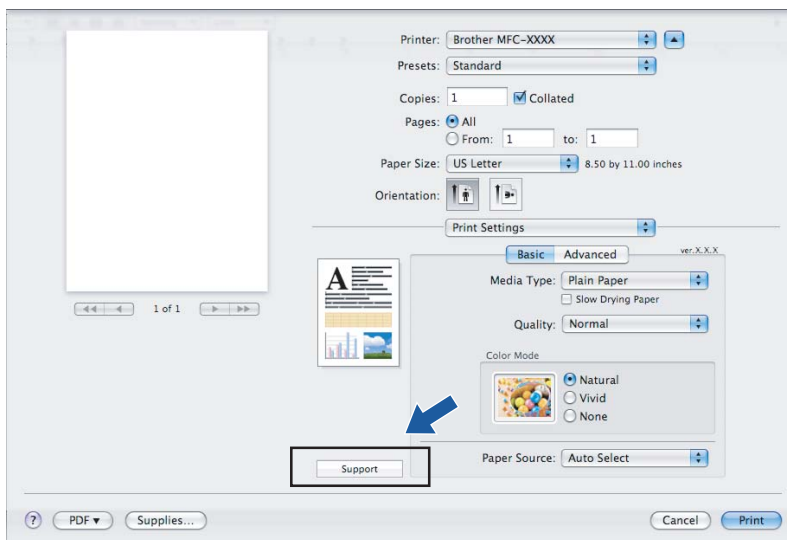 Printer: Brother MFC-XXXX
Presets: Standard
Copies: 1 Collated
Pages: All
From: 1 to: 1
Paper Size: US Letter 8.50 by 11.00 inches
Orientation:
Print Settings
Basic Advanced ver.X.X.X
A
Media Type: Plain Paper
Slow Drying Paper
1 of 1
Quality: Normal
Color Mode
Natural
Vivid
None
Paper Source: Auto Select
Support
? PDF▼ Supplies... Cancel Print